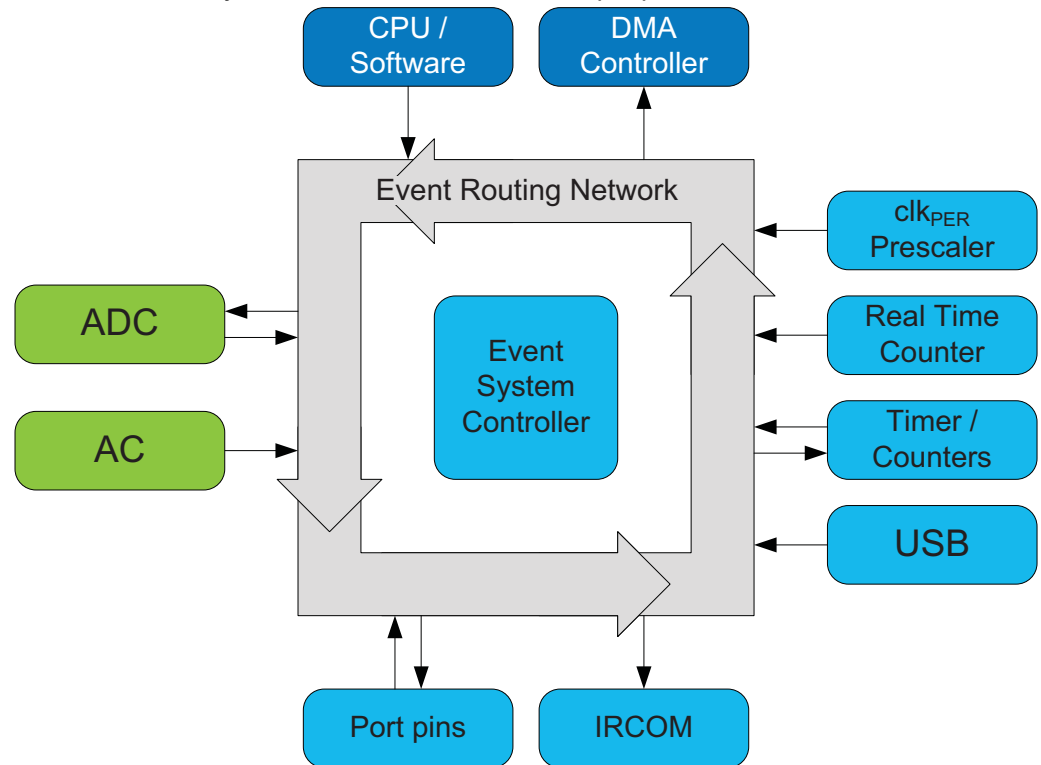 CPU /
Software
DMA
Controller
Event Routing Network
clkPER
Prescaler
ADC
Real Time
Counter
Event
System
Controller
AC
Timer /
Counters
USB
Port pins
IRCOM